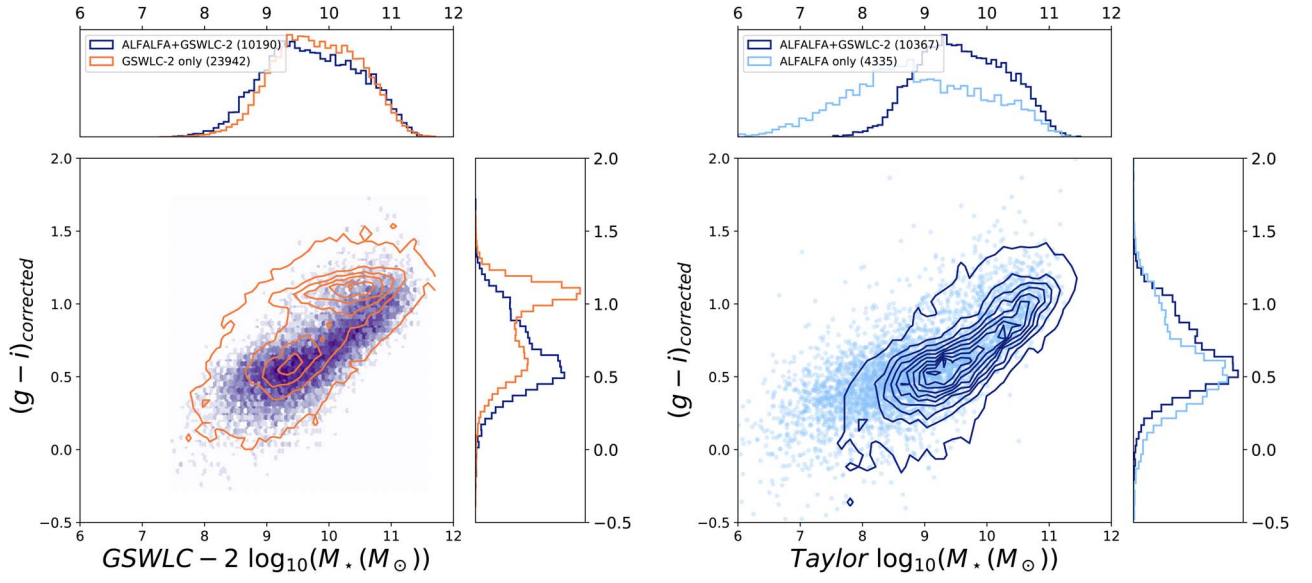 6 7 8 9 10 11 12
ALFALFA+GSWLC-2 (10190)
GSWLC-2 only (23942)
2.0
1.5
1.0
0.5
0.0
−0.5
(g − i)corrected
2.0
1.5
1.0
0.5
0.0
−0.5
6 7 8 9 10 11 12
GSWLC − 2 log₁₀(M⋆(M⊙))
6 7 8 9 10 11 12
ALFALFA+GSWLC-2 (10367)
ALFALFA only (4335)
2.0
1.5
1.0
0.5
0.0
−0.5
(g − i)corrected
2.0
1.5
1.0
0.5
0.0
−0.5
6 7 8 9 10 11 12
Taylor log₁₀(M⋆(M⊙))